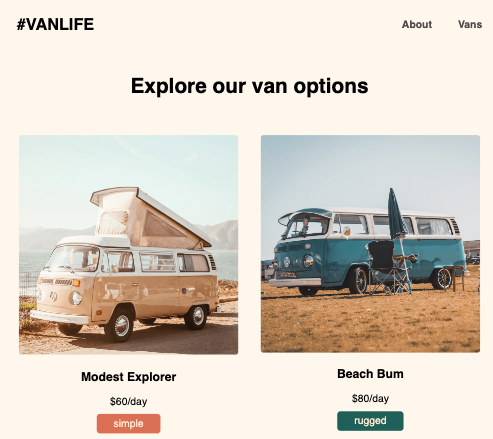 #VANLIFE
About
Vans
Explore our van options
Modest Explorer
$60/day
simple
Beach Bum
$80/day
rugged